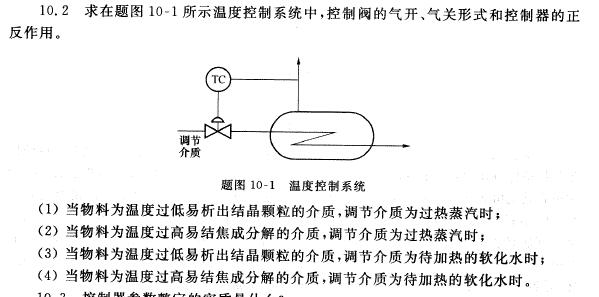 10.2 求在题图 10-1 所示温度控制系统中,控制阀的气开、气关形式和控制器的正
反作用。
TC
调节
介质
题图 10-1 温度控制系统
(1) 当物料为温度过低易析出结晶颗粒的介质,调节介质为过热蒸汽时;
(2) 当物料为温度过高易结焦或分解的介质,调节介质为过热蒸汽时;
(3) 当物料为温度过低易析出结晶颗粒的介质,调节介质为待加热的软化水时;
(4) 当物料为温度过高易结焦或分解的介质,调节介质为待加热的软化水时。